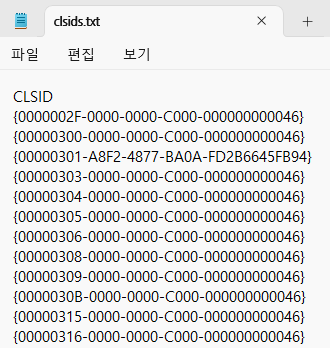 clsids.txt
파일 편집 보기
CLSID
{0000002F-0000-0000-C000-000000000046}
{00000300-0000-0000-C000-000000000046}
{00000301-A8F2-4877-BA0A-FD2B6645FB94}
{00000303-0000-0000-C000-000000000046}
{00000304-0000-0000-C000-000000000046}
{00000305-0000-0000-C000-000000000046}
{00000306-0000-0000-C000-000000000046}
{00000308-0000-0000-C000-000000000046}
{00000309-0000-0000-C000-000000000046}
{0000030B-0000-0000-C000-000000000046}
{00000315-0000-0000-C000-000000000046}
{00000316-0000-0000-C000-000000000046}